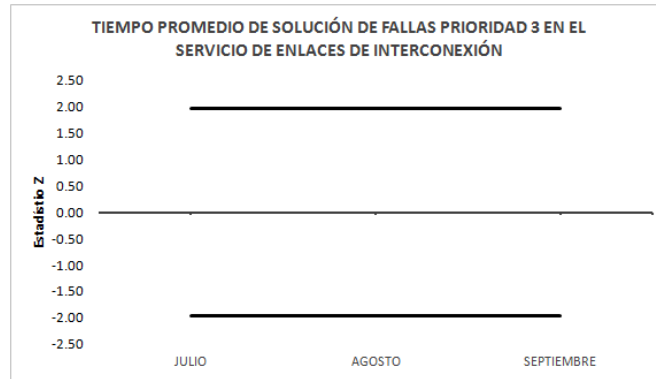 TIEMPO PROMEDIO DE SOLUCIÓN DE FALLAS PRIORIDAD 3 EN EL
SERVICIO DE ENLACES DE INTERCONEXIÓN
2.50
2.00
1.50
1.00
0.50
0.00
-0.50
-1.00
-1.50
-2.00
-2.50
Estadístio Z
JULIO
AGOSTO
SEPTIEMBRE